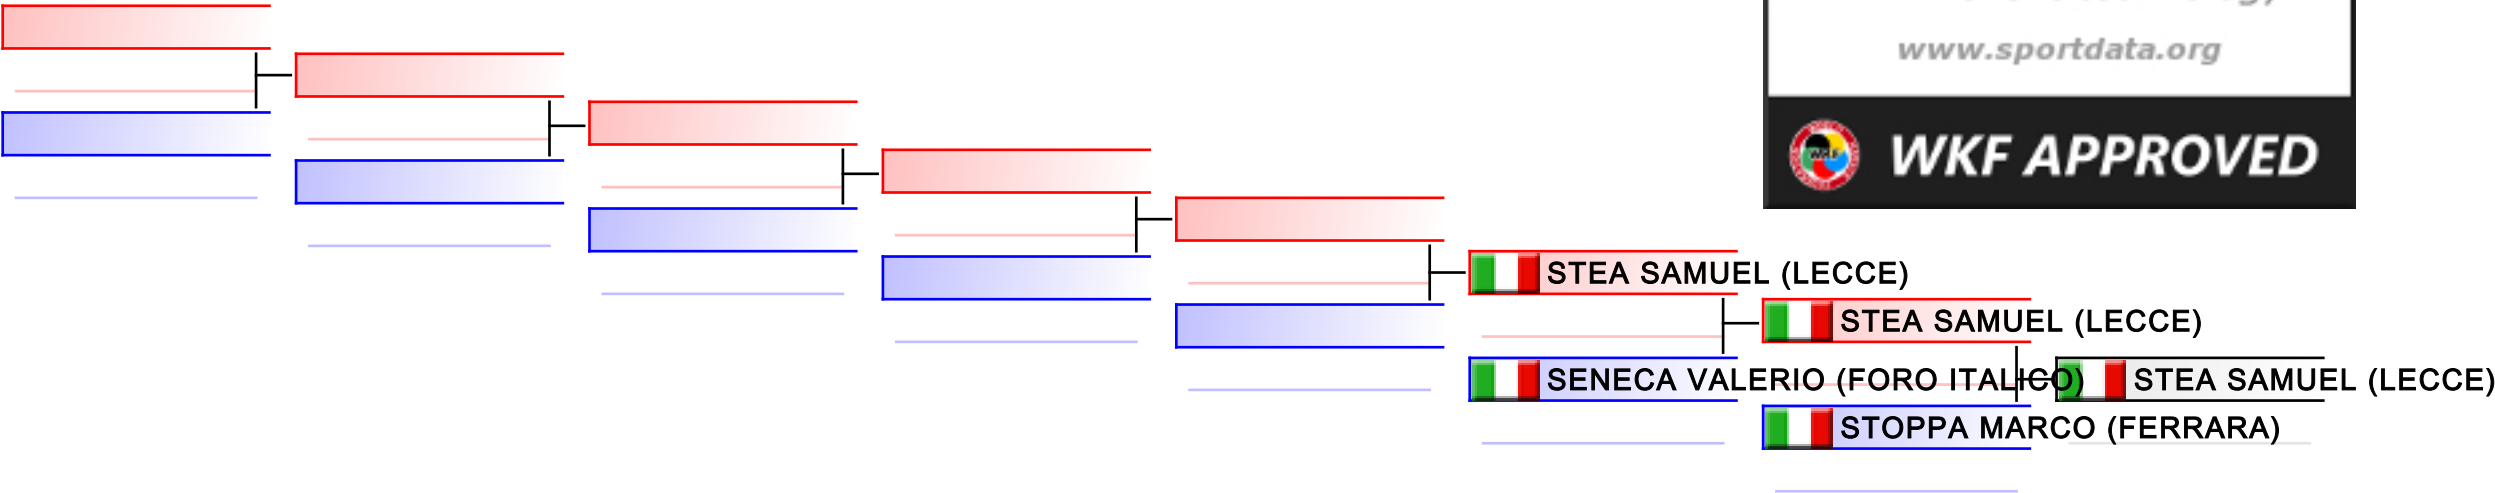 www.sportdata.org
WKF APPROVED
STEA SAMUEL (LECCE)
STEA SAMUEL (LECCE)
SENECA VALERIO (FORO ITALICO)
STEA SAMUEL (LECCE)
STOPPA MARCO (FERRARA)